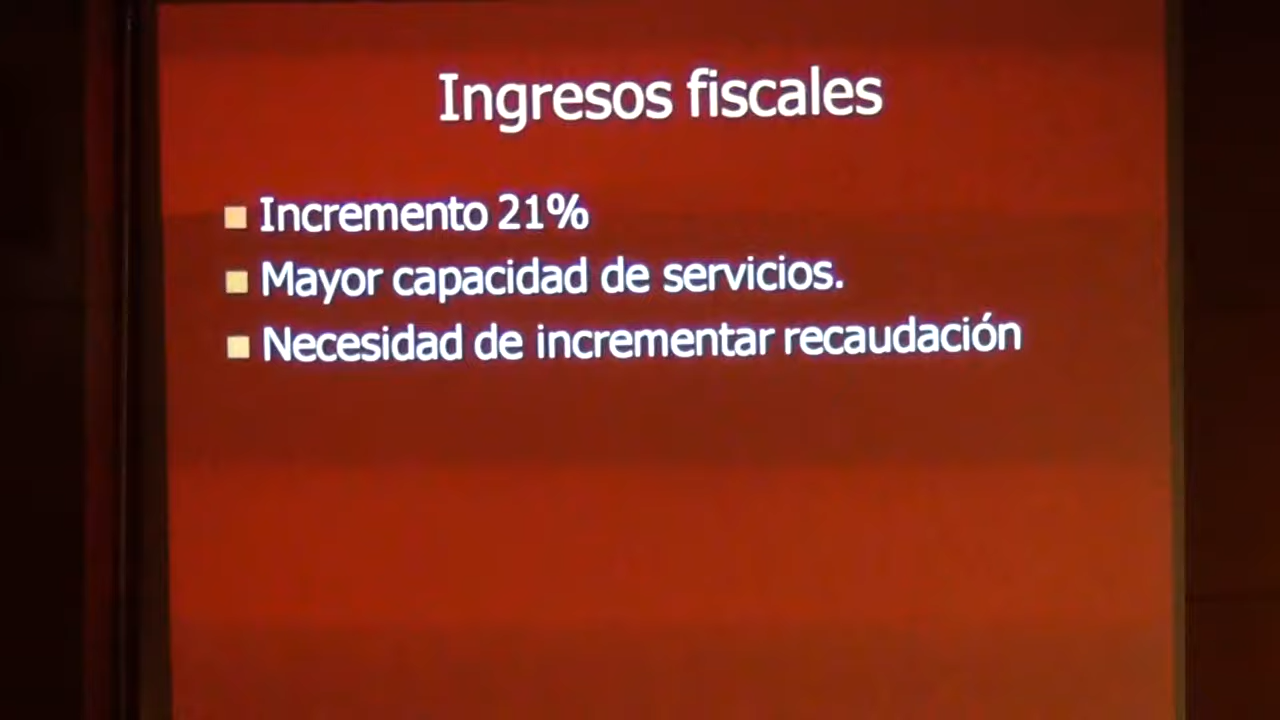 Ingresos fiscales
Incremento 21%
Mayor capacidad de servicios.
Necesidad de incrementar recaudación